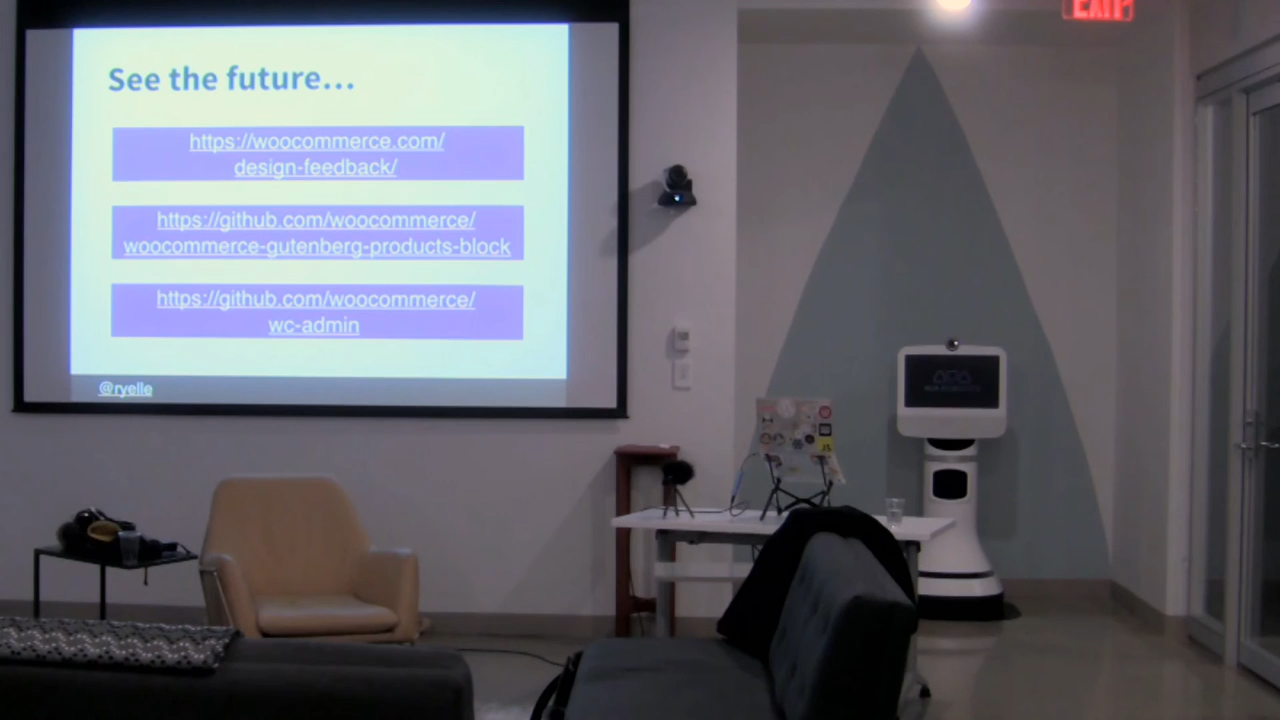 EXIT
See the future...
https://woocommerce.com/
design-feedback/
https://github.com/woocommerce/
woocommerce-gutenberg-products-block
https://github.com/woocommerce/
wc-admin
@ryelle
JS